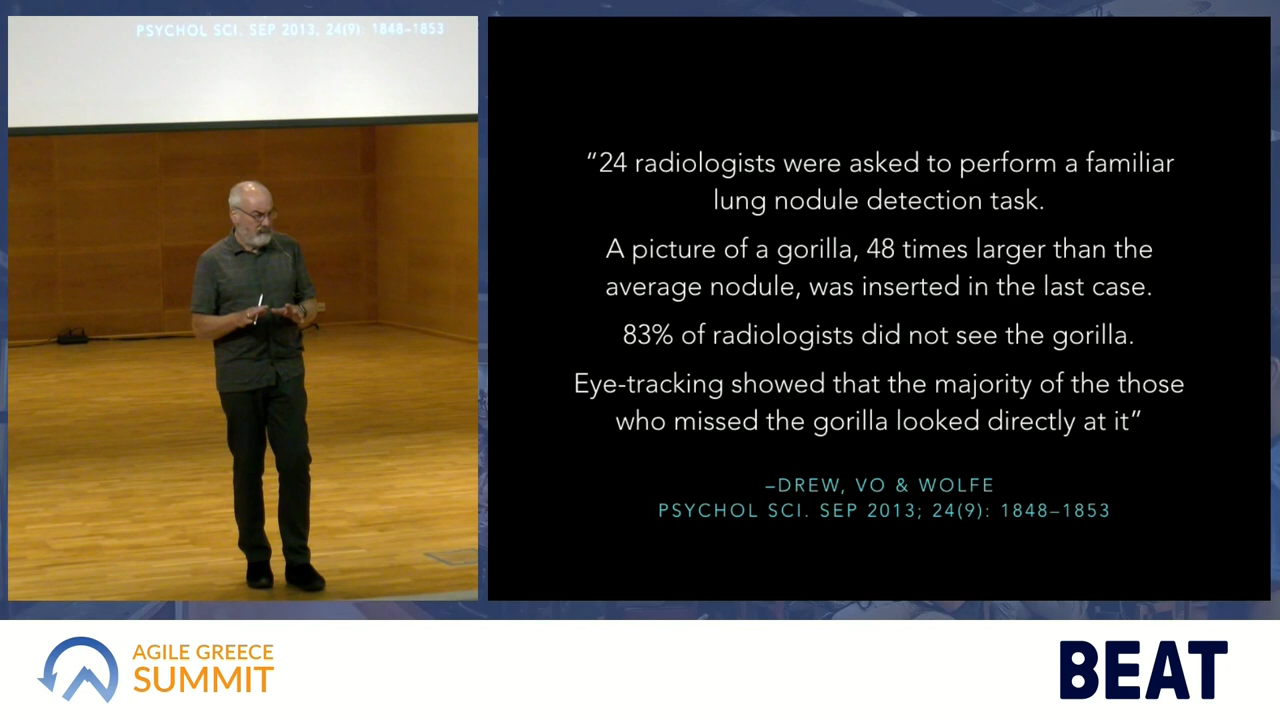 PSYCHOL SCI. SEP 2013, 24(9): 1848–1853
“24 radiologists were asked to perform a familiar
lung nodule detection task.
A picture of a gorilla, 48 times larger than the
average nodule, was inserted in the last case.
83% of radiologists did not see the gorilla.
Eye-tracking showed that the majority of the those
who missed the gorilla looked directly at it”
–DREW, VO & WOLFE
PSYCHOL SCI. SEP 2013; 24(9): 1848–1853
AGILE GREECE
SUMMIT
BEAT